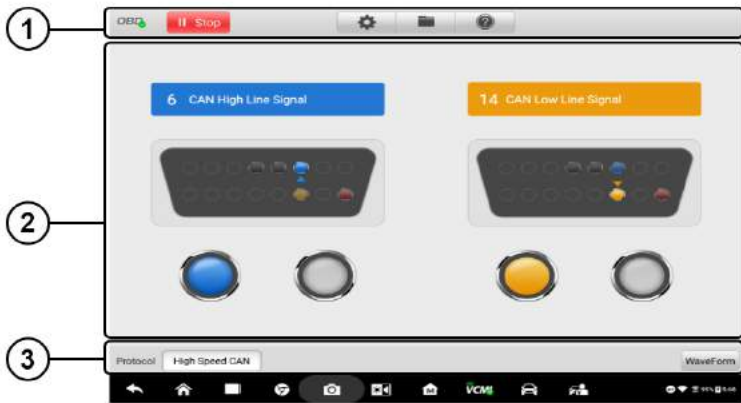 1
OBD
Stop
6 CAN High Line Signal
14 CAN Low Line Signal
2
3
Protocol High Speed CAN WaveForm
VCMI